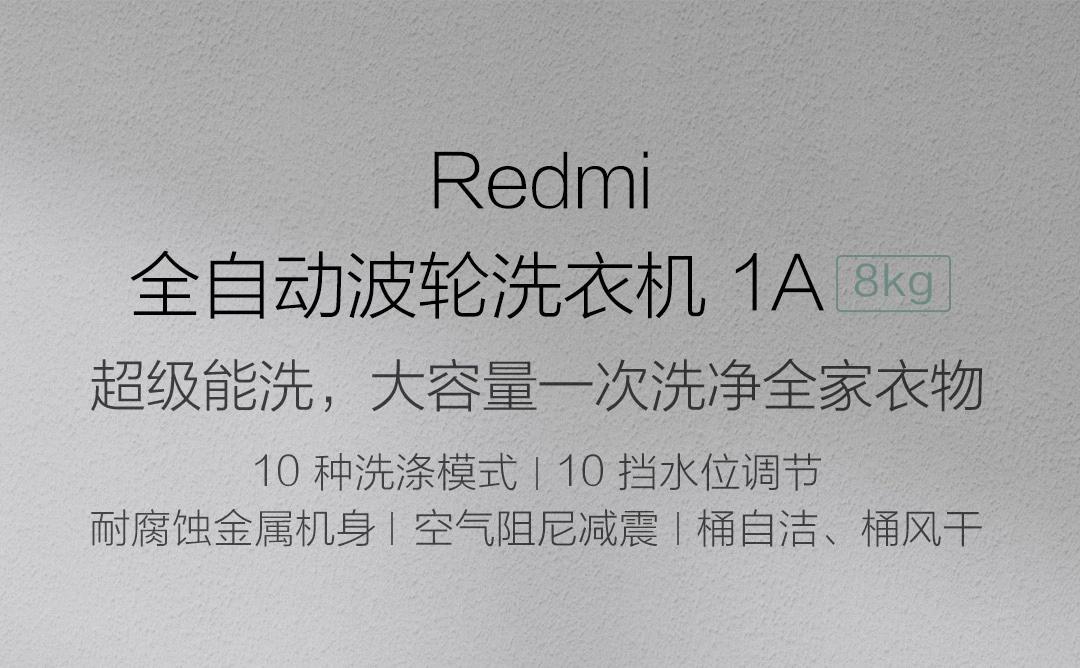 Redmi
全自动波轮洗衣机 1A 8kg
超级能洗，大容量一次洗净全家衣物
10 种洗涤模式 | 10 挡水位调节
耐腐蚀金属机身 | 空气阻尼减震 | 桶自洁、桶风干